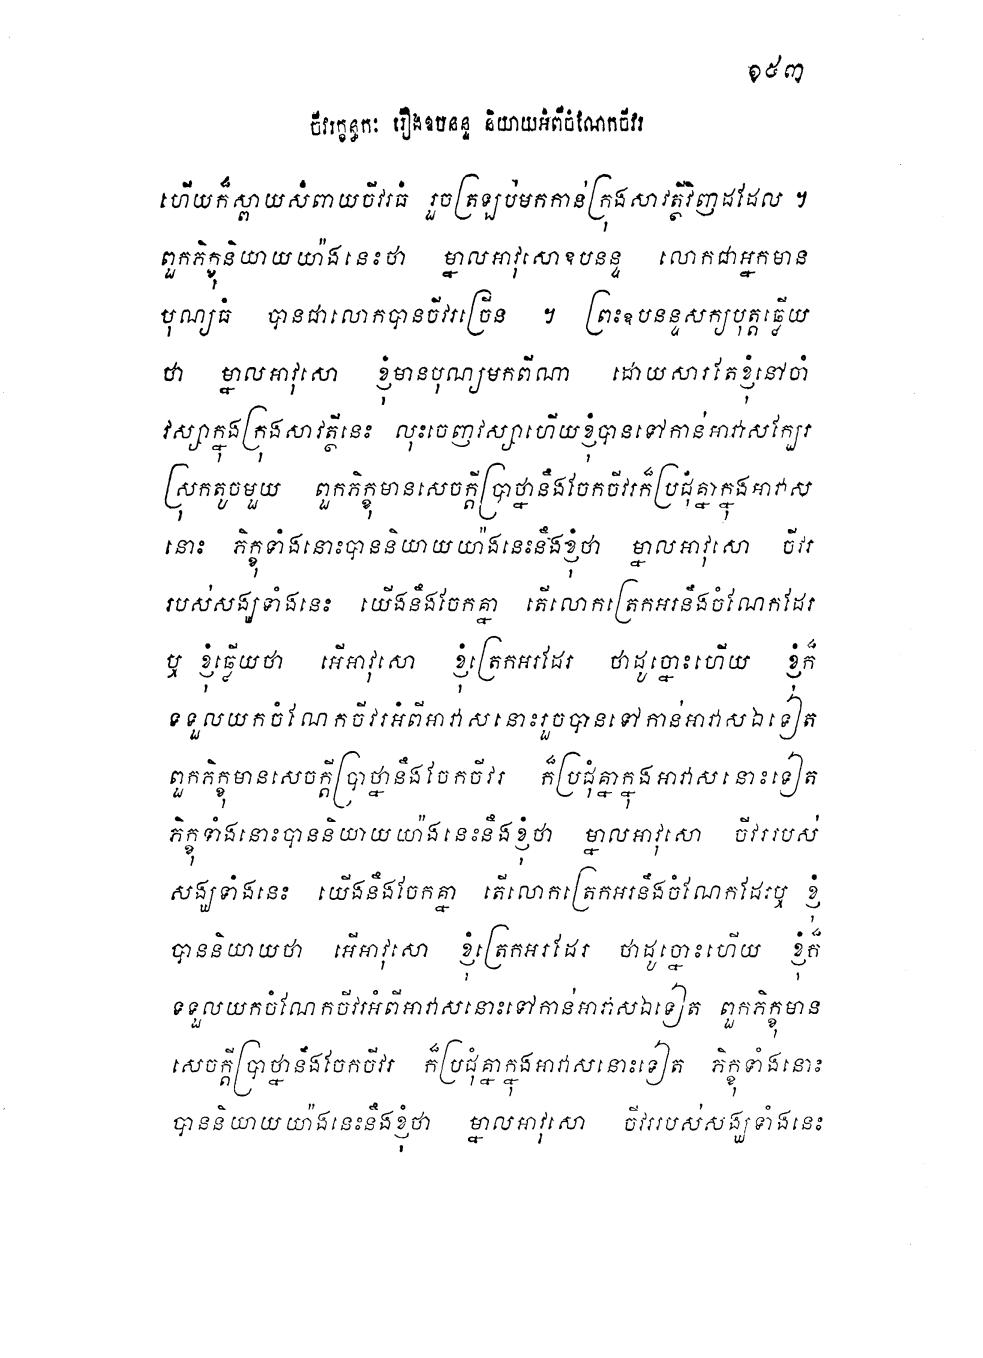 ១៥៣
ចីវរក្ខន្ធកៈ រឿងឧបនន្ទ និយាយអំពីចំណែកចីវរ
ហើយក៏ស្ពាយសំពាយចីវរធំ រួចត្រឡប់មកកាន់ក្រុងសាវត្ថីវិញដដែល ។
ពួកភិក្ខុនិយាយយ៉ាងនេះថា ម្នាលអាវុសោឧបនន្ទ លោកជាអ្នកមាន
បុណ្យធំ បានជាលោកបានចីវរច្រើន ។ ព្រះឧបនន្ទសក្យបុត្តឆ្លើយ
ថា ម្នាលអាវុសោ ខ្ញុំមានបុណ្យមកពីណា ដោយសារតែខ្ញុំនៅចាំ
វស្សាក្នុងក្រុងសាវត្ថីនេះ លុះចេញវស្សាហើយខ្ញុំបានទៅកាន់អាវាសក្បែរ
ស្រុកតូចមួយ ពួកភិក្ខុមានសេចក្តីប្រាថ្នានឹងចែកចីវរក៏ប្រជុំគ្នាក្នុងអាវាស
នោះ ភិក្ខុទាំងនោះបាននិយាយយ៉ាងនេះនឹងខ្ញុំថា ម្នាលអាវុសោ ចីវរ
របស់សង្ឃទាំងនេះ យើងនឹងចែកគ្នា តើលោកត្រេកអរនឹងចំណែកដែរ
ឬ ខ្ញុំឆ្លើយថា អើអាវុសោ ខ្ញុំត្រេកអរដែរ ថាដូច្នោះហើយ ខ្ញុំក៏
ទទួលយកចំណែកចីវរអំពីអាវាសនោះរួចបានទៅកាន់អាវាសឯទៀត
ពួកភិក្ខុមានសេចក្តីប្រាថ្នានឹងចែកចីវរ ក៏ប្រជុំគ្នាក្នុងអាវាសនោះទៀត
ភិក្ខុទាំងនោះបាននិយាយយ៉ាងនេះនឹងខ្ញុំថា ម្នាលអាវុសោ ចីវររបស់
សង្ឃទាំងនេះ យើងនឹងចែកគ្នា តើលោកត្រេកអរនឹងចំណែកដែរឬ ខ្ញុំ
បាននិយាយថា អើអាវុសោ ខ្ញុំត្រេកអរដែរ ថាដូច្នោះហើយ ខ្ញុំក៏
ទទួលយកចំណែកចីវរអំពីអាវាសនោះទៅកាន់អាវាសឯទៀត ពួកភិក្ខុមាន
សេចក្តីប្រាថ្នានឹងចែកចីវរ ក៏ប្រជុំគ្នាក្នុងអាវាសនោះទៀត ភិក្ខុទាំងនោះ
បាននិយាយយ៉ាងនេះនឹងខ្ញុំថា ម្នាលអាវុសោ ចីវររបស់សង្ឃទាំងនេះ